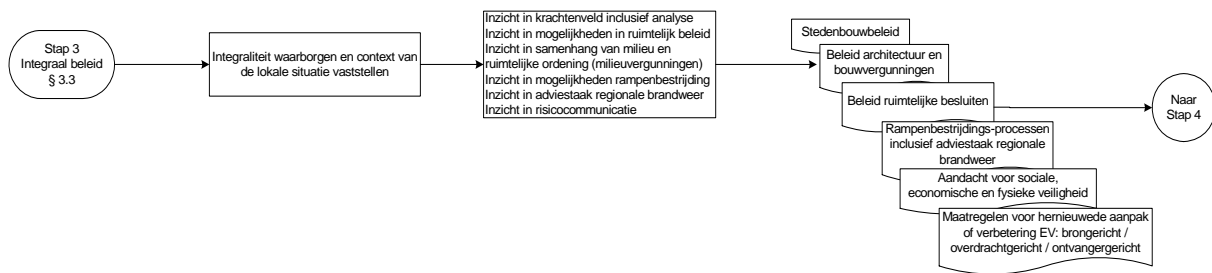 Stap 3
Integraal beleid
§ 3.3
Integraliteit waarborgen en context van
de lokale situatie vaststellen
Inzicht in krachtenveld inclusief analyse
Inzicht in mogelijkheden in ruimtelijk beleid
Inzicht in samenhang van milieu en
ruimtelijke ordening (milieuvergunningen)
Inzicht in mogelijkheden rampenbestrijding
Inzicht in adviestaak regionale brandweer
Inzicht in risicocommunicatie
Stedenbouwbeleid
Beleid architectuur en
bouwvergunningen
Beleid ruimtelijke besluiten
Rampenbestrijdings-processen
inclusief adviestaak regionale
brandweer
Aandacht voor sociale,
economische en fysieke veiligheid
Maatregelen voor hernieuwede aanpak
of verbetering EV: brongericht /
overdrachtgericht / ontvangergericht
Naar
Stap 4